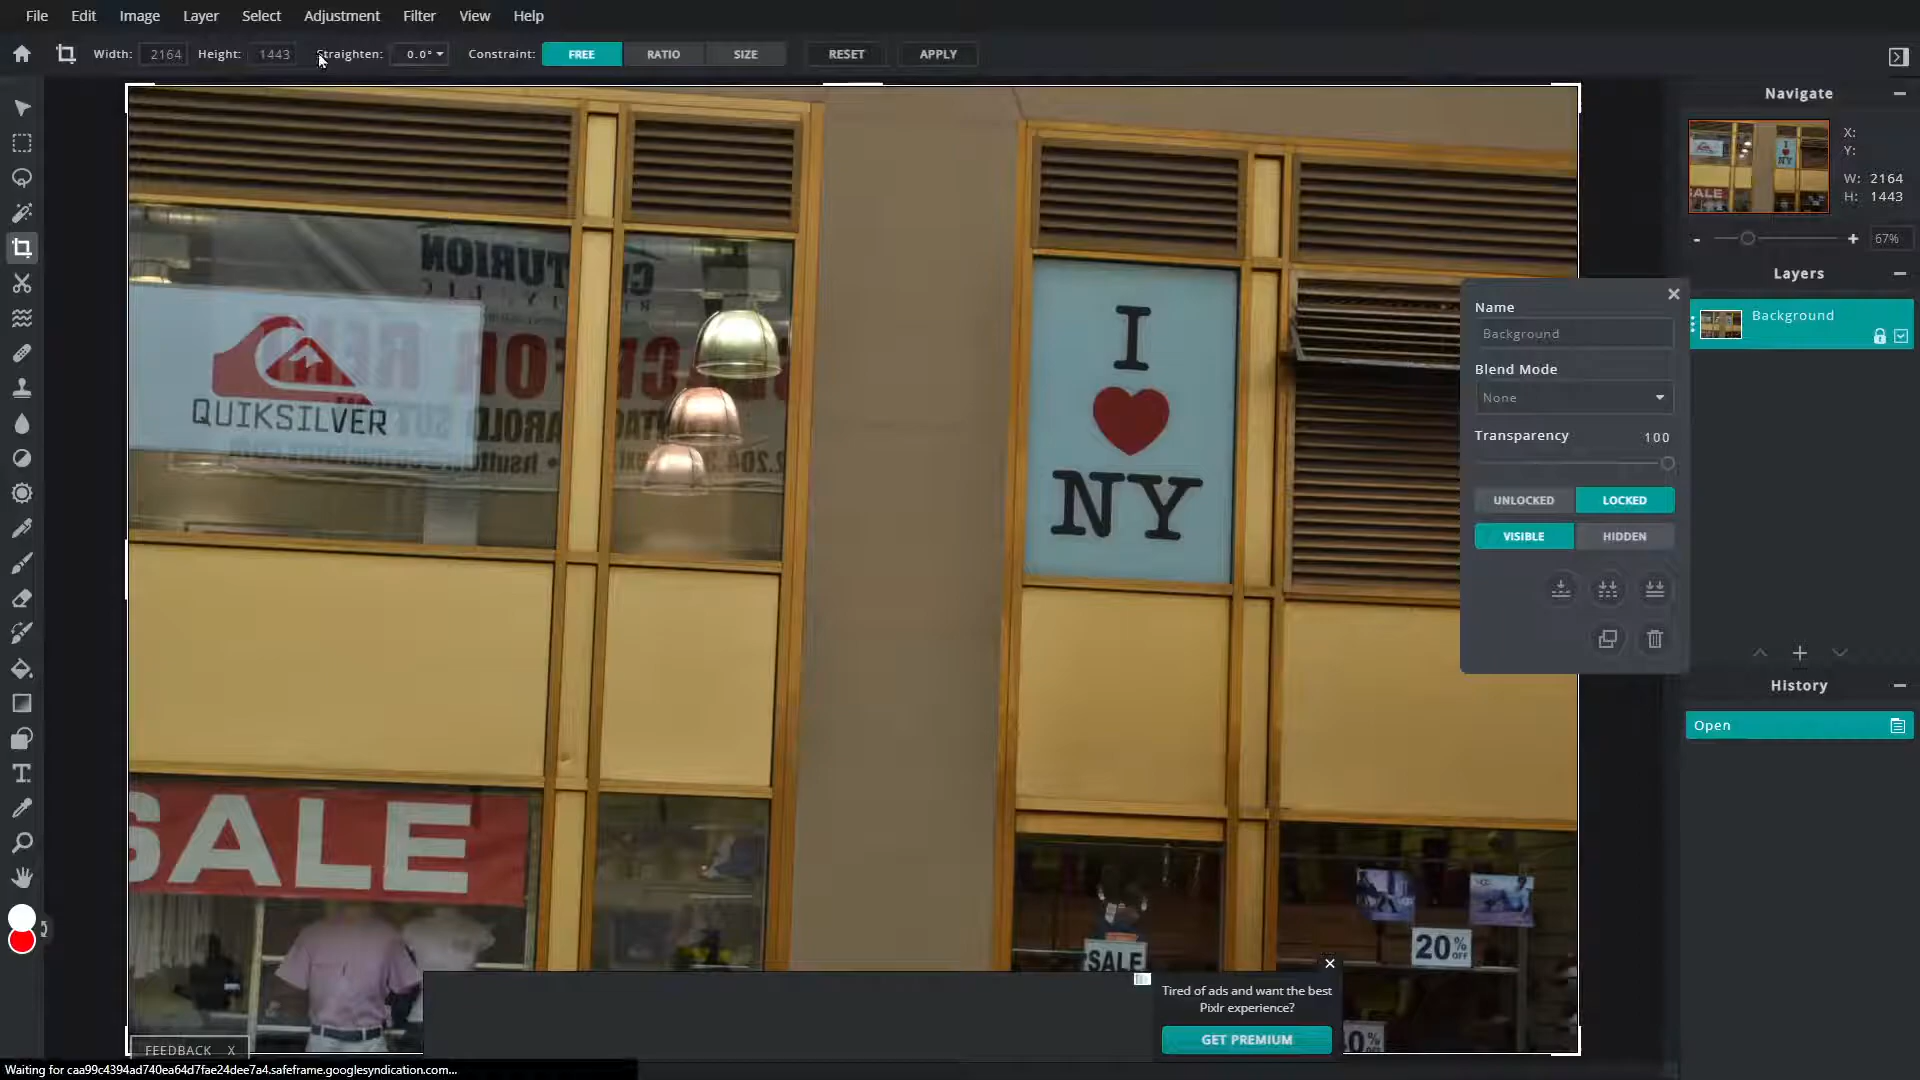 File Edit Image Layer Select Adjustment Filter View Help
Width: 2164 Height: 1443 Straighten: 0.0° Constraint: FREE RATIO SIZE RESET APPLY
Navigate
X:
Y:
W: 2164
H: 1443
67%
Layers
Background
Name
Background
Blend Mode
None
Transparency 100
UNLOCKED LOCKED
VISIBLE HIDDEN
History
Open
QUIKSILVER
I
NY
SALE
SALE
20% OFF
Tired of ads and want the best
Pixlr experience?
GET PREMIUM
FEEDBACK X
Waiting for caa99c4394ad740ea64d7fae24dee7a4.safeframe.googlesyndication.com...